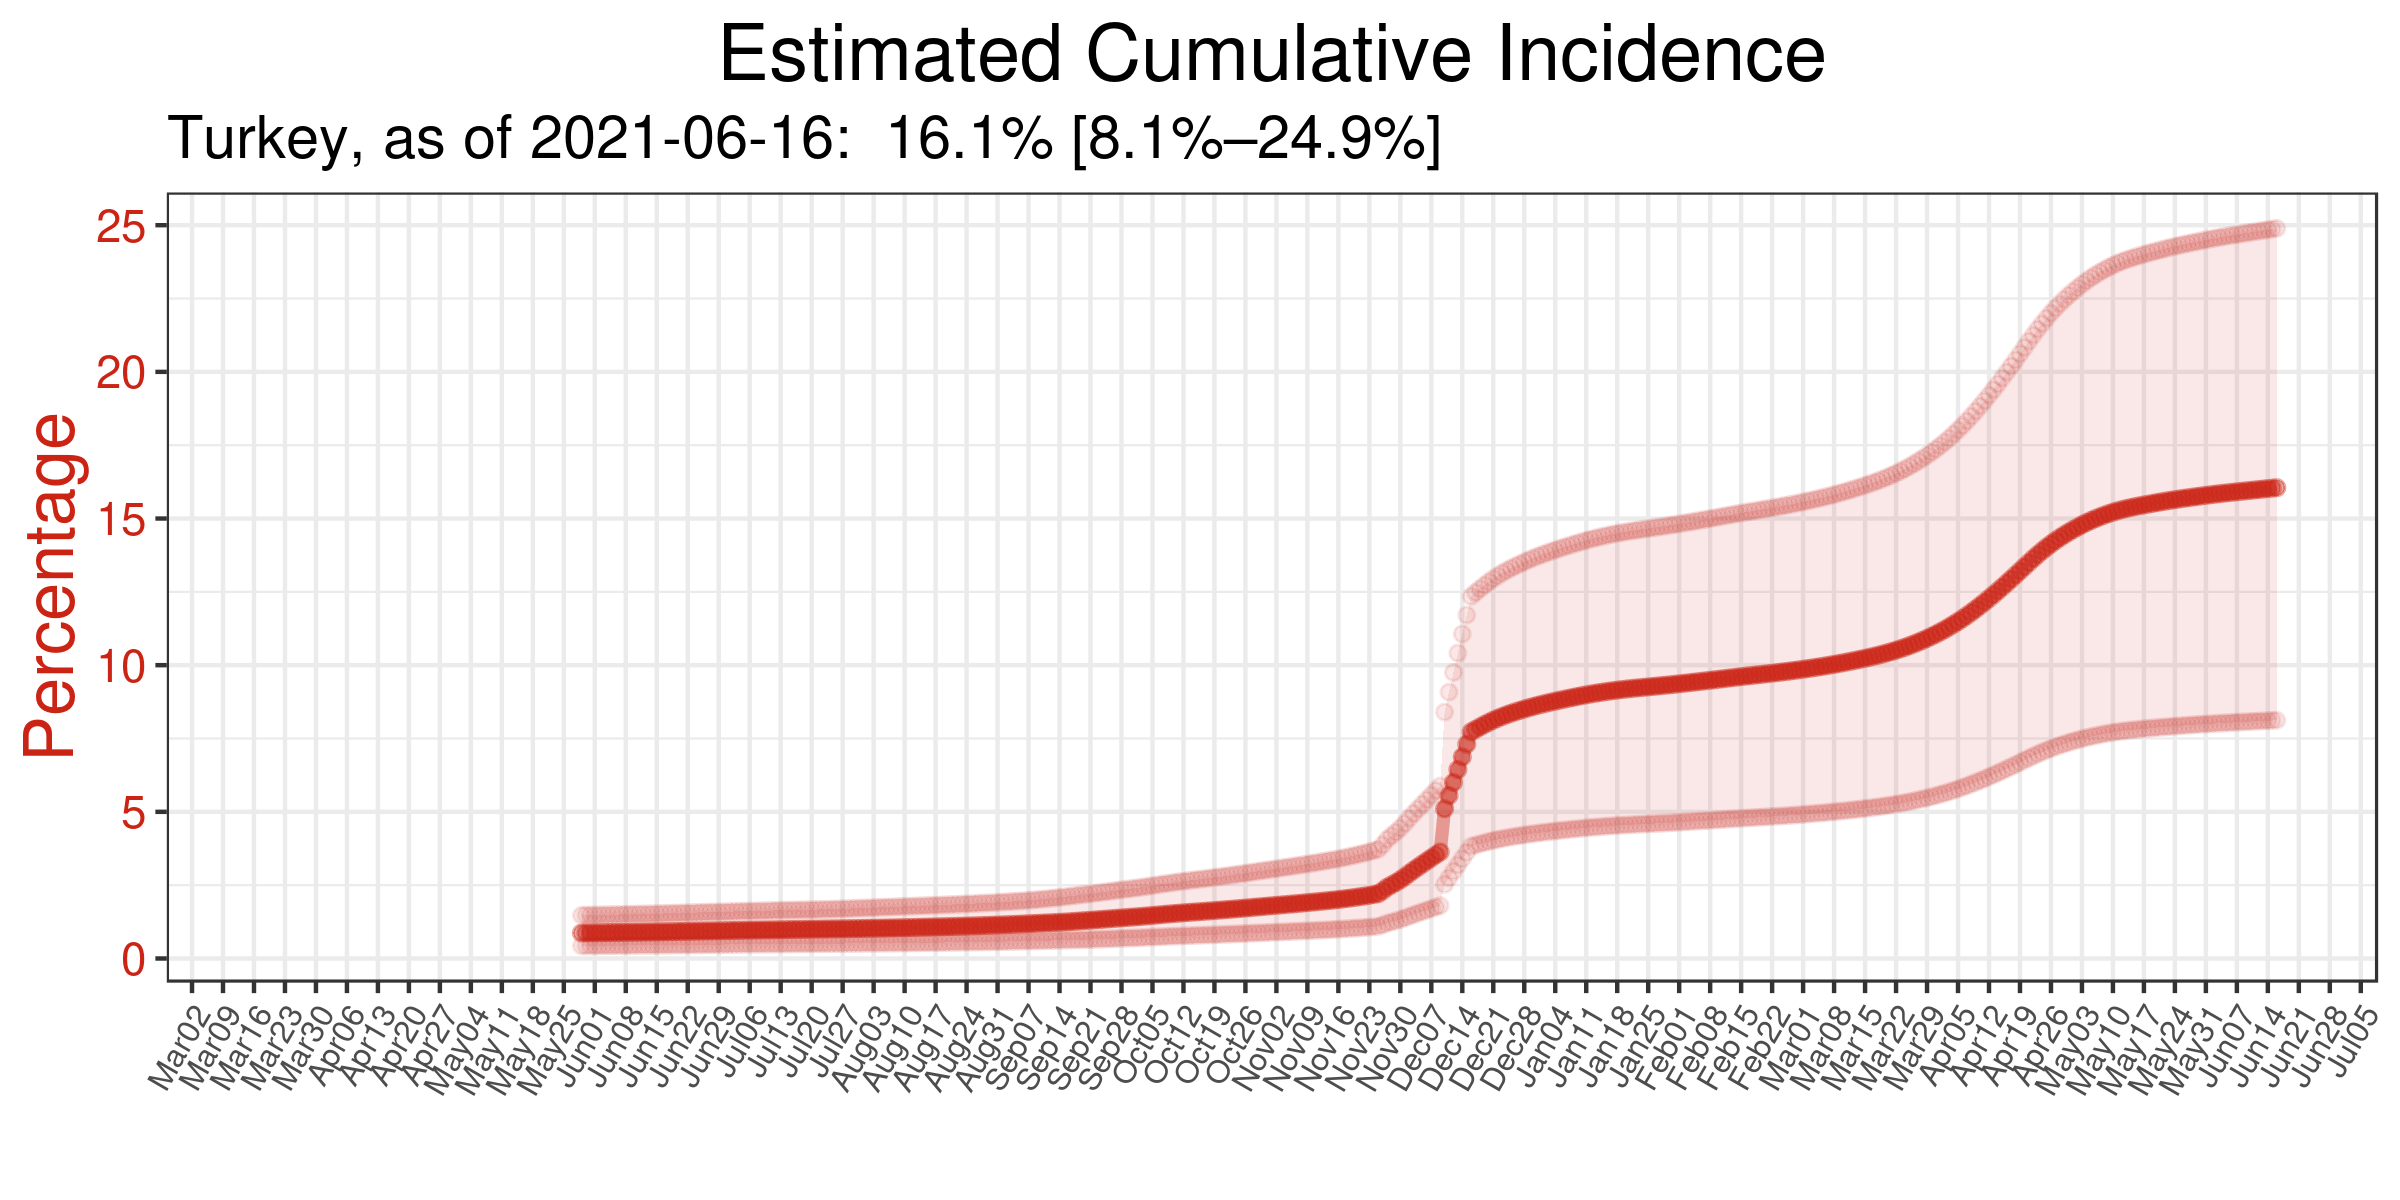 Estimated Cumulative Incidence
Turkey, as of 2021-06-16:  16.1% [8.1%–24.9%]
Percentage
25
20
15
10
5
0
Mar02
Mar09
Mar16
Mar23
Mar30
Apr06
Apr13
Apr20
Apr27
May04
May11
May18
May25
Jun01
Jun08
Jun15
Jun22
Jun29
Jul06
Jul13
Jul20
Jul27
Aug03
Aug10
Aug17
Aug24
Aug31
Sep07
Sep14
Sep21
Sep28
Oct05
Oct12
Oct19
Oct26
Nov02
Nov09
Nov16
Nov23
Nov30
Dec07
Dec14
Dec21
Dec28
Jan04
Jan11
Jan18
Jan25
Feb01
Feb08
Feb15
Feb22
Mar01
Mar08
Mar15
Mar22
Mar29
Apr05
Apr12
Apr19
Apr26
May03
May10
May17
May24
May31
Jun07
Jun14
Jun21
Jun28
Jul05